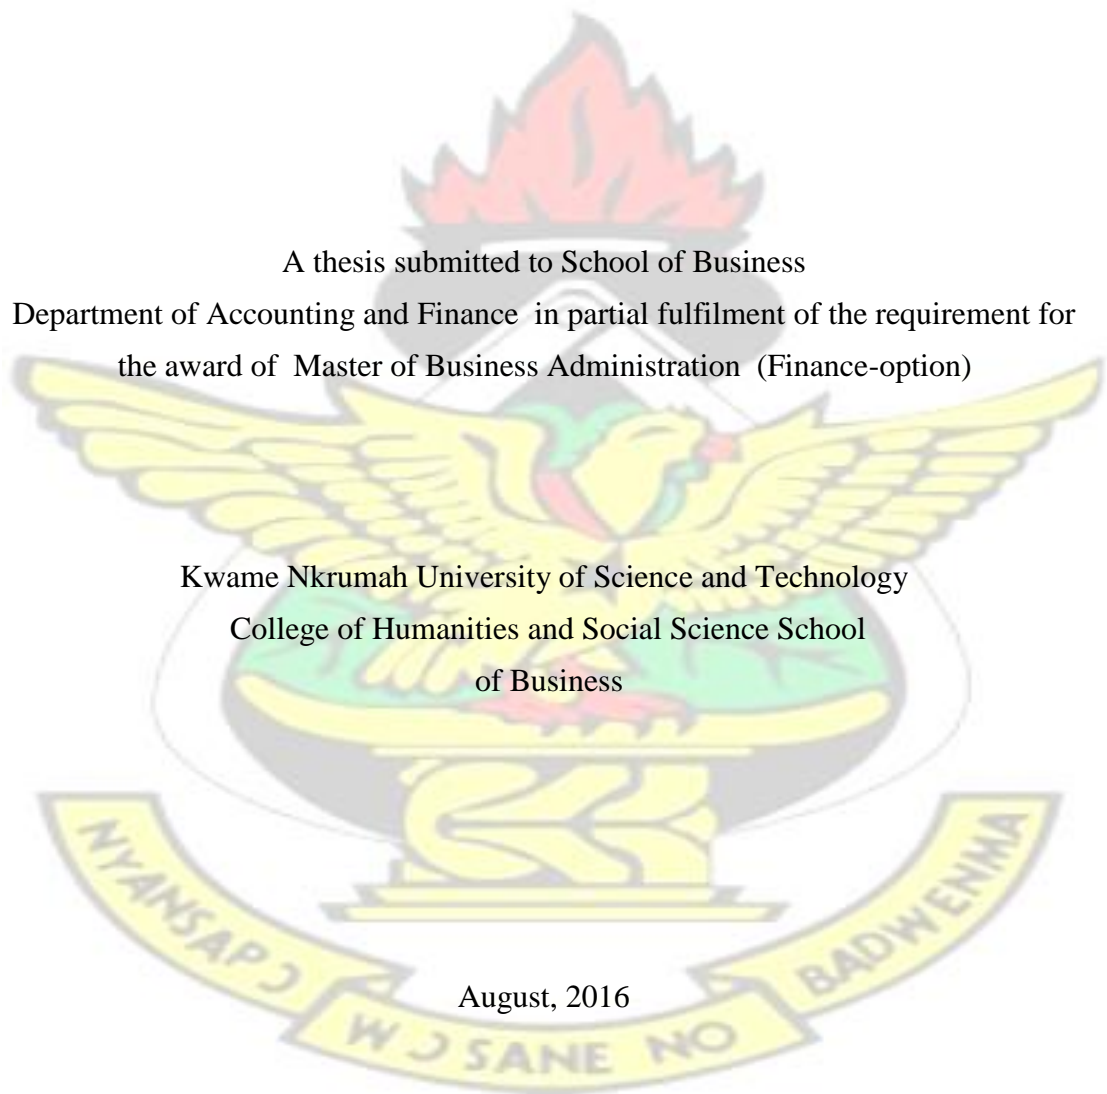 A thesis submitted to School of Business
Department of Accounting and Finance in partial fulfilment of the requirement for
the award of Master of Business Administration (Finance-option)
Kwame Nkrumah University of Science and Technology
College of Humanities and Social Science School
of Business
NYANSAPƆ
BADWENMA
August, 2016
W Ɔ SANE NO